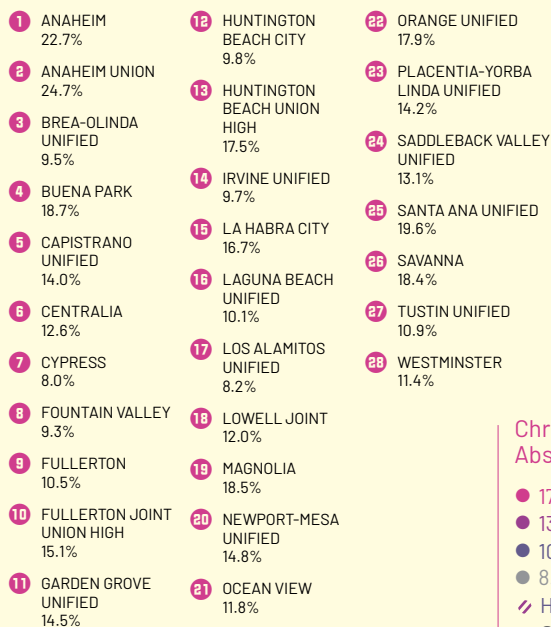 1 ANAHEIM
22.7%
2 ANAHEIM UNION
24.7%
3 BREA-OLINDA
UNIFIED
9.5%
4 BUENA PARK
18.7%
5 CAPISTRANO
UNIFIED
14.0%
6 CENTRALIA
12.6%
7 CYPRESS
8.0%
8 FOUNTAIN VALLEY
9.3%
9 FULLERTON
10.5%
10 FULLERTON JOINT
UNION HIGH
15.1%
11 GARDEN GROVE
UNIFIED
14.5%
12 HUNTINGTON
BEACH CITY
9.8%
13 HUNTINGTON
BEACH UNION
HIGH
17.5%
14 IRVINE UNIFIED
9.7%
15 LA HABRA CITY
16.7%
16 LAGUNA BEACH
UNIFIED
10.1%
17 LOS ALAMITOS
UNIFIED
8.2%
18 LOWELL JOINT
12.0%
19 MAGNOLIA
18.5%
20 NEWPORT-MESA
UNIFIED
14.8%
21 OCEAN VIEW
11.8%
22 ORANGE UNIFIED
17.9%
23 PLACENTIA-YORBA
LINDA UNIFIED
14.2%
24 SADDLEBACK VALLEY
UNIFIED
13.1%
25 SANTA ANA UNIFIED
19.6%
26 SAVANNA
18.4%
27 TUSTIN UNIFIED
10.9%
28 WESTMINSTER
11.4%
Chr
Abs
17
13
10
8
H